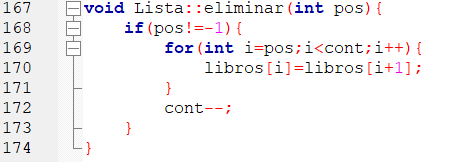 167 void Lista::eliminar(int pos){
168 if(pos!=-1){
169 for(int i=pos;i<cont;i++){
170 libros[i]=libros[i+1];
171 }
172 cont--;
173 }
174 }